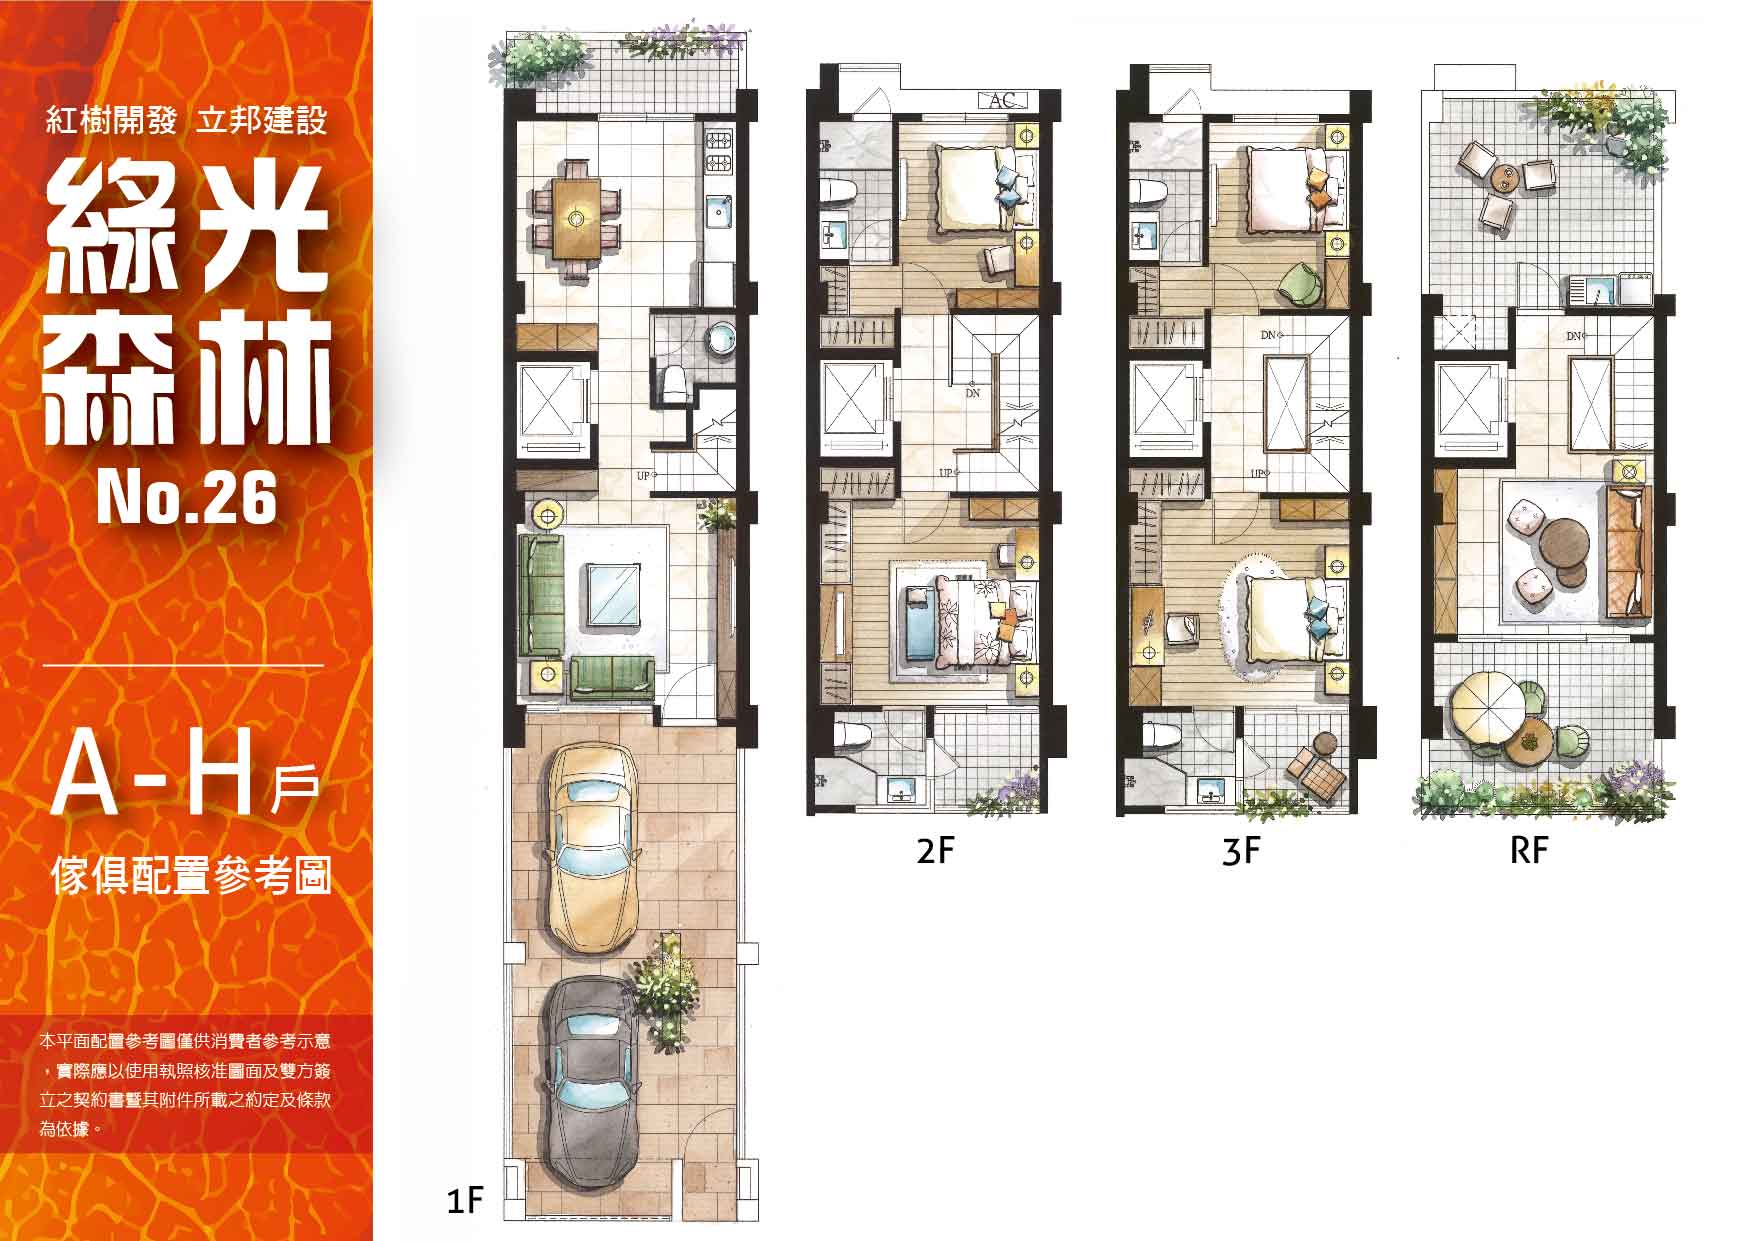 紅樹開發 立邦建設
綠光
森林
No.26
A-H戶
傢俱配置參考圖
本平面配置參考圖僅供消費者參考示意
，實際應以使用執照核准圖面及雙方簽
立之契約書暨其附件所載之約定及條款
為依據。
UP
1F
AC
DN
UP
2F
DN
UP
3F
DN
RF